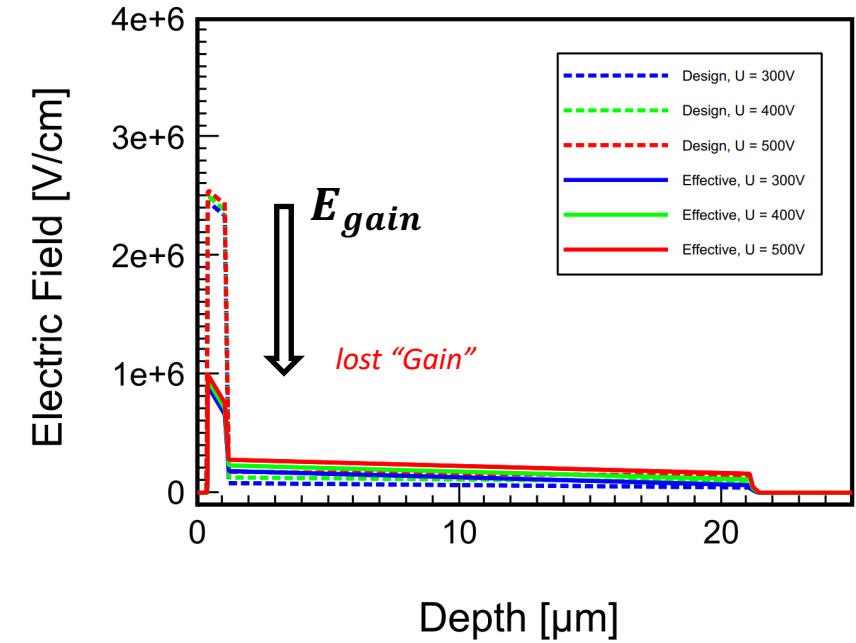 4e+6
3e+6
2e+6
1e+6
0
Electric Field [V/cm]
Design, U = 300V
Design, U = 400V
Design, U = 500V
Effective, U = 300V
Effective, U = 400V
Effective, U = 500V
E_gain
lost “Gain”
0 10 20
Depth [µm]